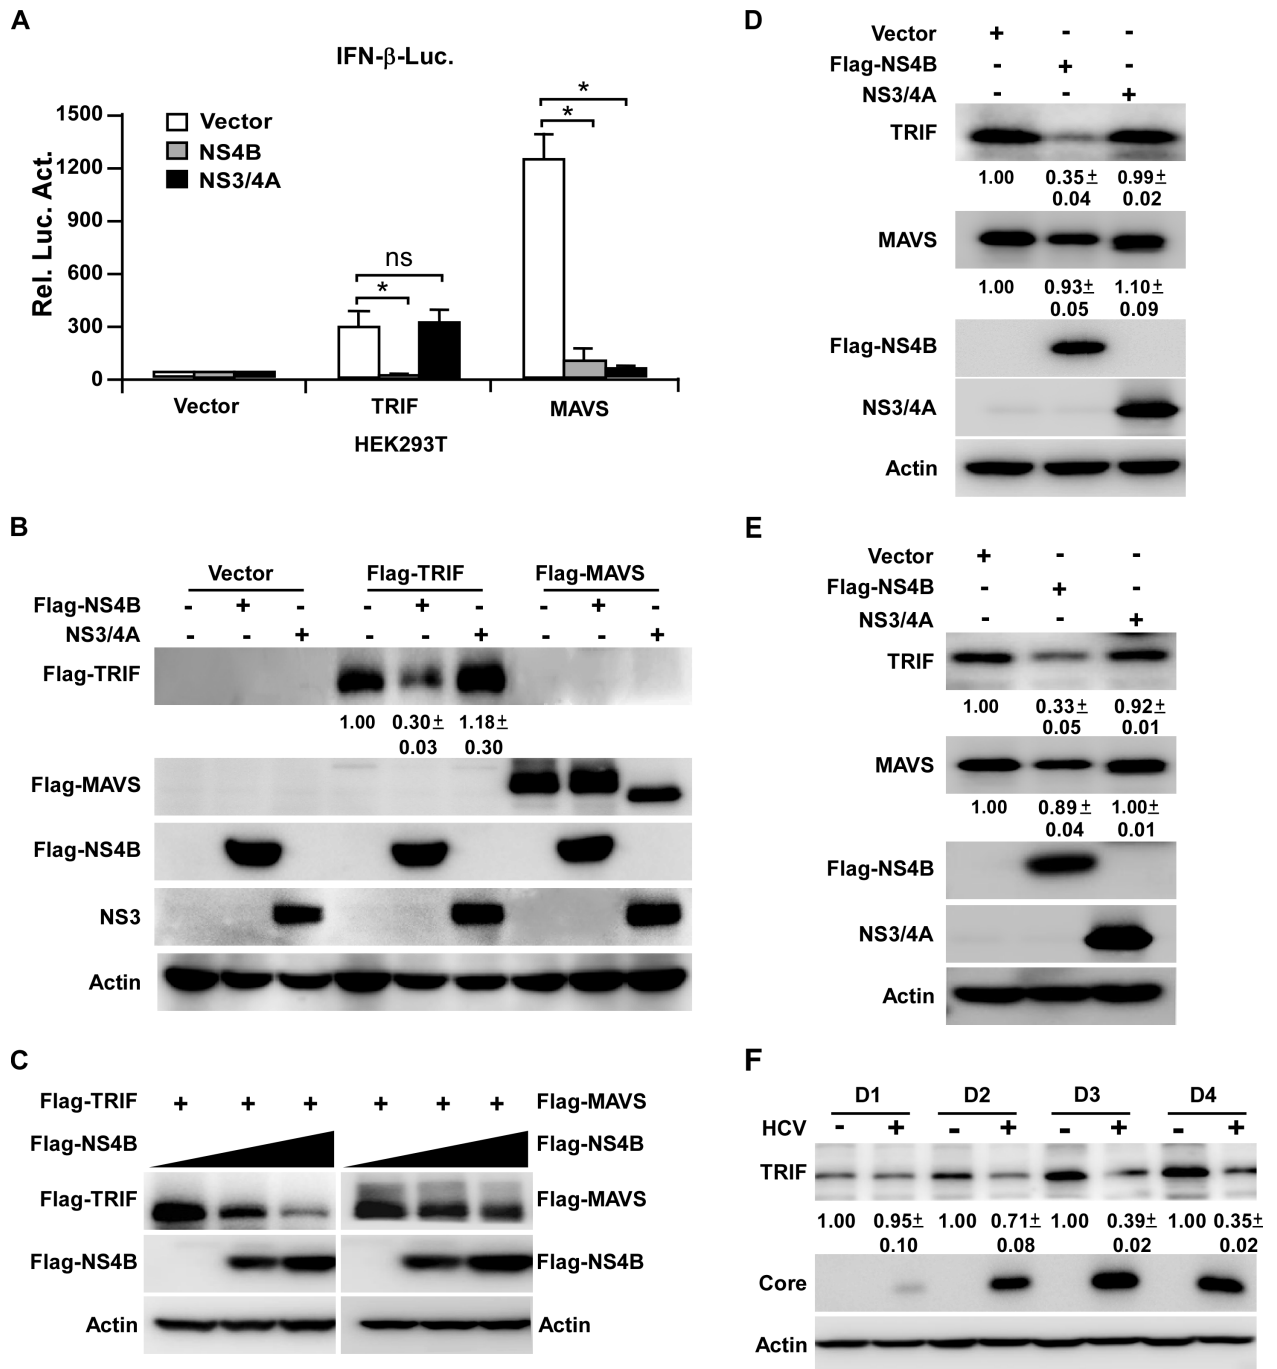 A
IFN-β-Luc.
Rel. Luc. Act.
1500
1200
900
600
300
0
Vector
NS4B
NS3/4A
*
*
ns
*
Vector TRIF MAVS
HEK293T
B
Vector Flag-TRIF Flag-MAVS
Flag-NS4B - + - - + - - + -
NS3/4A - - + - - + - - +
Flag-TRIF
1.00 0.30± 1.18±
0.03 0.30
Flag-MAVS
Flag-NS4B
NS3
Actin
C
Flag-TRIF + + + + + + Flag-MAVS
Flag-NS4B Flag-NS4B
Flag-TRIF Flag-MAVS
Flag-NS4B Flag-NS4B
Actin Actin
D
Vector + - -
Flag-NS4B - + -
NS3/4A - - +
TRIF
1.00 0.35± 0.99±
0.04 0.02
MAVS
1.00 0.93± 1.10±
0.05 0.09
Flag-NS4B
NS3/4A
Actin
E
Vector + - -
Flag-NS4B - + -
NS3/4A - - +
TRIF
1.00 0.33± 0.92±
0.05 0.01
MAVS
1.00 0.89± 1.00±
0.04 0.01
Flag-NS4B
NS3/4A
Actin
F
D1 D2 D3 D4
HCV - + - + - + - +
TRIF
1.00 0.95± 1.00 0.71± 1.00 0.39± 1.00 0.35±
0.10 0.08 0.02 0.02
Core
Actin